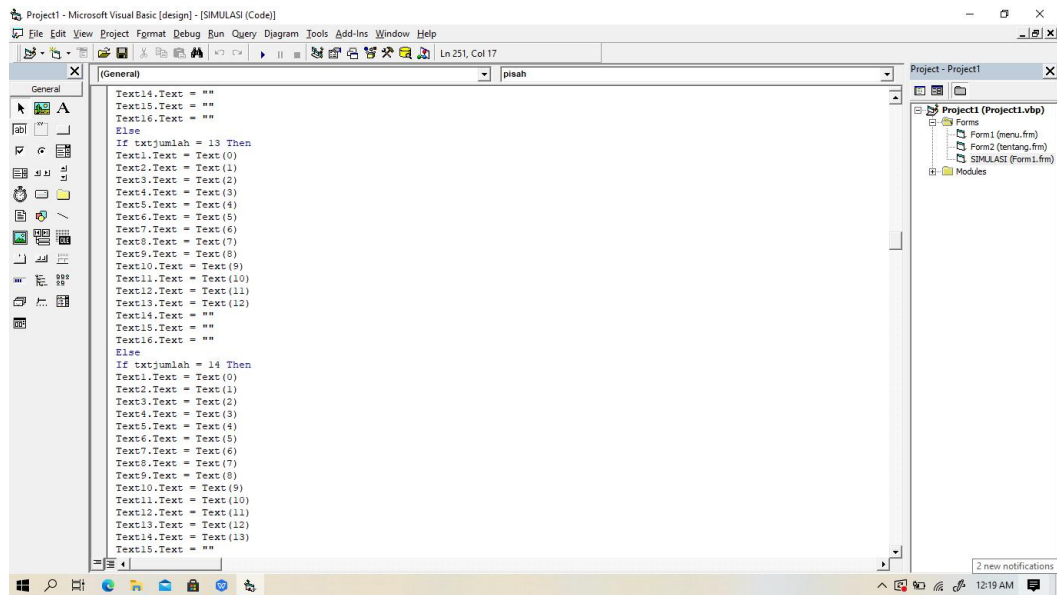 Project1 - Microsoft Visual Basic [design] - [SIMULASI (Code)]
File Edit View Project Format Debug Run Query Diagram Tools Add-Ins Window Help
Ln 251, Col 17
General
(General)
pisah
Project - Project1
Text14.Text = ""
Text15.Text = ""
Text16.Text = ""
Else
If txtjumlah = 13 Then
Text1.Text = Text(0)
Text2.Text = Text(1)
Text3.Text = Text(2)
Text4.Text = Text(3)
Text5.Text = Text(4)
Text6.Text = Text(5)
Text7.Text = Text(6)
Text8.Text = Text(7)
Text9.Text = Text(8)
Text10.Text = Text(9)
Text11.Text = Text(10)
Text12.Text = Text(11)
Text13.Text = Text(12)
Text14.Text = ""
Text15.Text = ""
Text16.Text = ""
Else
If txtjumlah = 14 Then
Text1.Text = Text(0)
Text2.Text = Text(1)
Text3.Text = Text(2)
Text4.Text = Text(3)
Text5.Text = Text(4)
Text6.Text = Text(5)
Text7.Text = Text(6)
Text8.Text = Text(7)
Text9.Text = Text(8)
Text10.Text = Text(9)
Text11.Text = Text(10)
Text12.Text = Text(11)
Text13.Text = Text(12)
Text14.Text = Text(13)
Text15.Text = ""
Project1 (Project1.vbp)
Forms
Form1 (menu.frm)
Form2 (tentang.frm)
SIMULASI (Form1.frm)
Modules
2 new notifications
12:19 AM